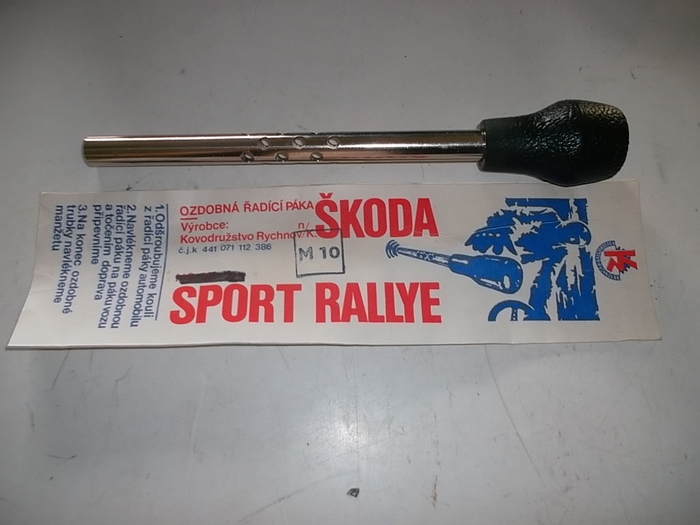 OZDOBNÁ ŘADÍCÍ PÁKA
ŠKODA
Výrobce: n/
Kovodružstvo Rychnov/K.
č.j.k 441 071 112 386
M 10
SPORT RALLYE
1. Odšroubujeme kouli
z řadící páky automobilu
2. Navlékneme ozdobnou
řadící páku na páku vozu
a točením doprava
připevníme
3. Na konec ozdobné
trubky navlékneme
manžetu